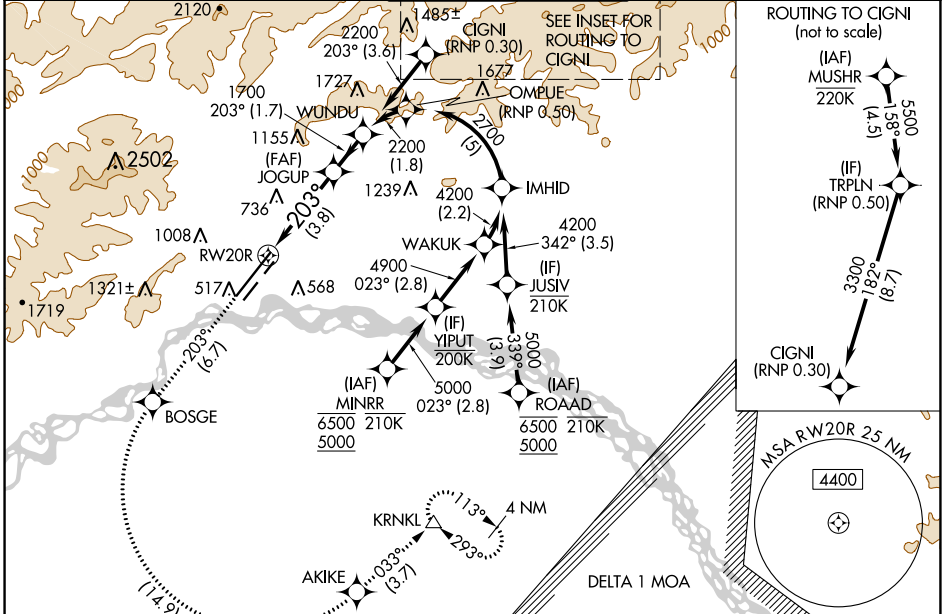 2120
1485±
2200
203° (3.6)
CIGNI
(RNP 0.30)
SEE INSET FOR
ROUTING TO
CIGNI
1000
1000
1727
1677
OMPUE
(RNP 0.50)
1700
203° (1.7)
WUNDU
2200
(1.8)
2700
(5)
1155
(FAF)
JOGUP
1000
2502
1239
736
203°
(3.8)
IMHID
4200
(2.2)
1008
RW20R
WAKUK
4200
342° (3.5)
4900
023° (2.8)
(IF)
JUSIV
210K
1321±
517
568
1719
(IF)
YIPUT
200K
203°
(6.7)
5000
339°
(3.9)
(IAF)
MINRR
6500 210K
5000
5000
023° (2.8)
(IAF)
ROAAD
6500 210K
5000
BOSGE
113°
4 NM
KRNKL
293°
033°
(3.7)
AKIKE
(14.9)
DELTA 1 MOA
ROUTING TO CIGNI
(not to scale)
(IAF)
MUSHR
220K
5500
158°
(4.5)
(IF)
TRPLN
(RNP 0.50)
3300
182°
(8.7)
CIGNI
(RNP 0.30)
MSA RW20R 25 NM
4400